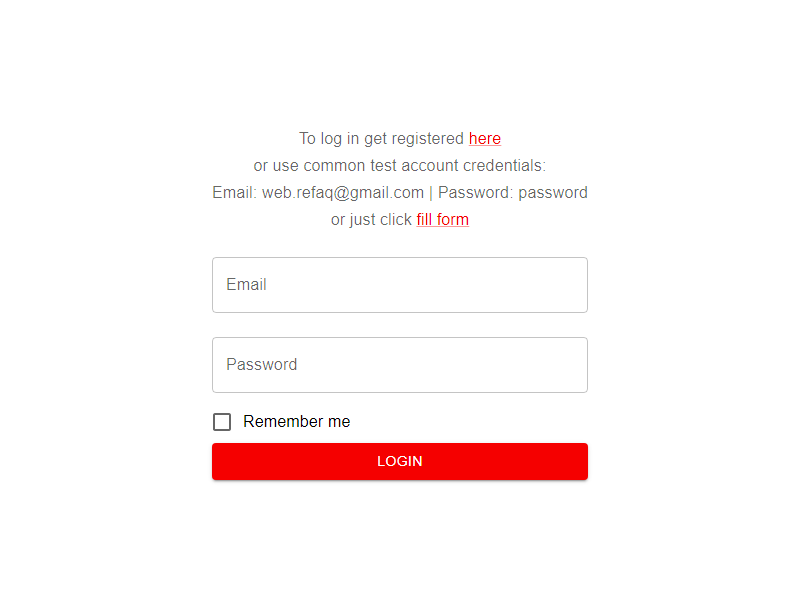 To log in get registered here
or use common test account credentials:
Email: web.refaq@gmail.com | Password: password
or just click fill form
Email
Password
Remember me
LOGIN